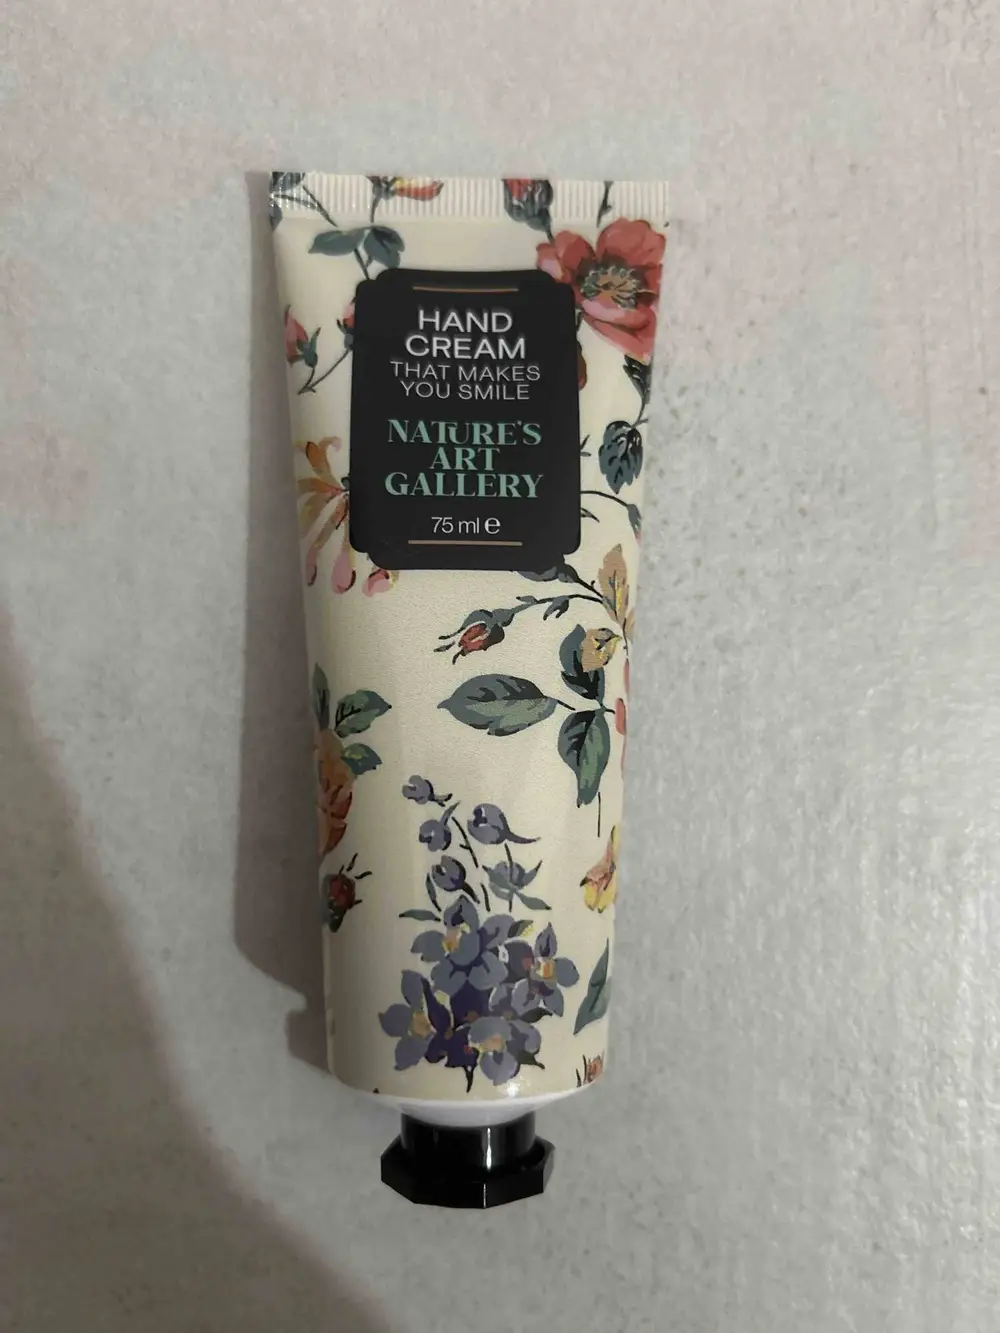 HAND
CREAM
THAT MAKES
YOU SMILE
NATURE'S
ART
GALLERY
75 ml ℮